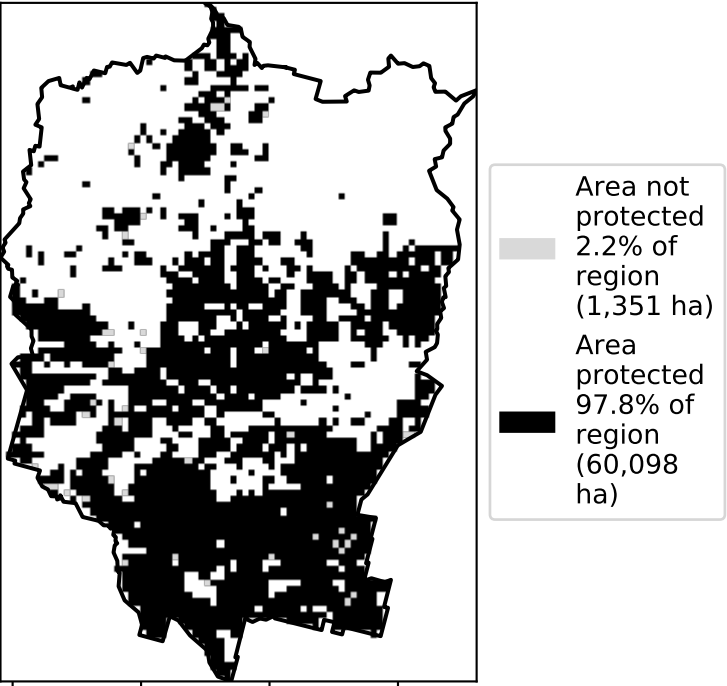 Area not
protected
2.2% of
region
(1,351 ha)
Area
protected
97.8% of
region
(60,098
ha)